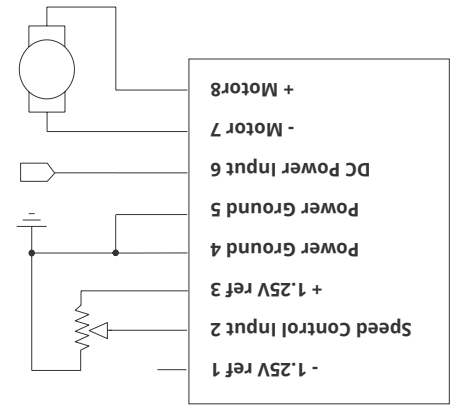 - 1.25V ref 1
Speed Control Input 2
+ 1.25V ref 3
Power Ground 4
Power Ground 5
DC Power Input 6
- Motor 7
+ Motor8